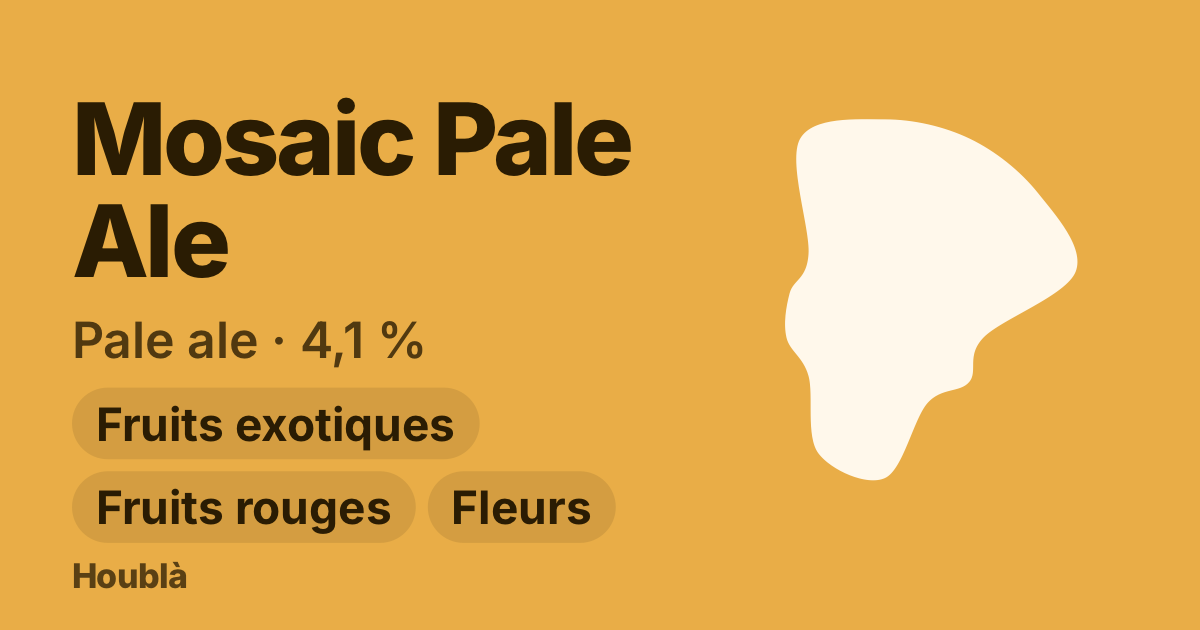 Mosaic Pale
Ale
Pale ale · 4,1 %
Fruits exotiques
Fruits rouges Fleurs
Houblà